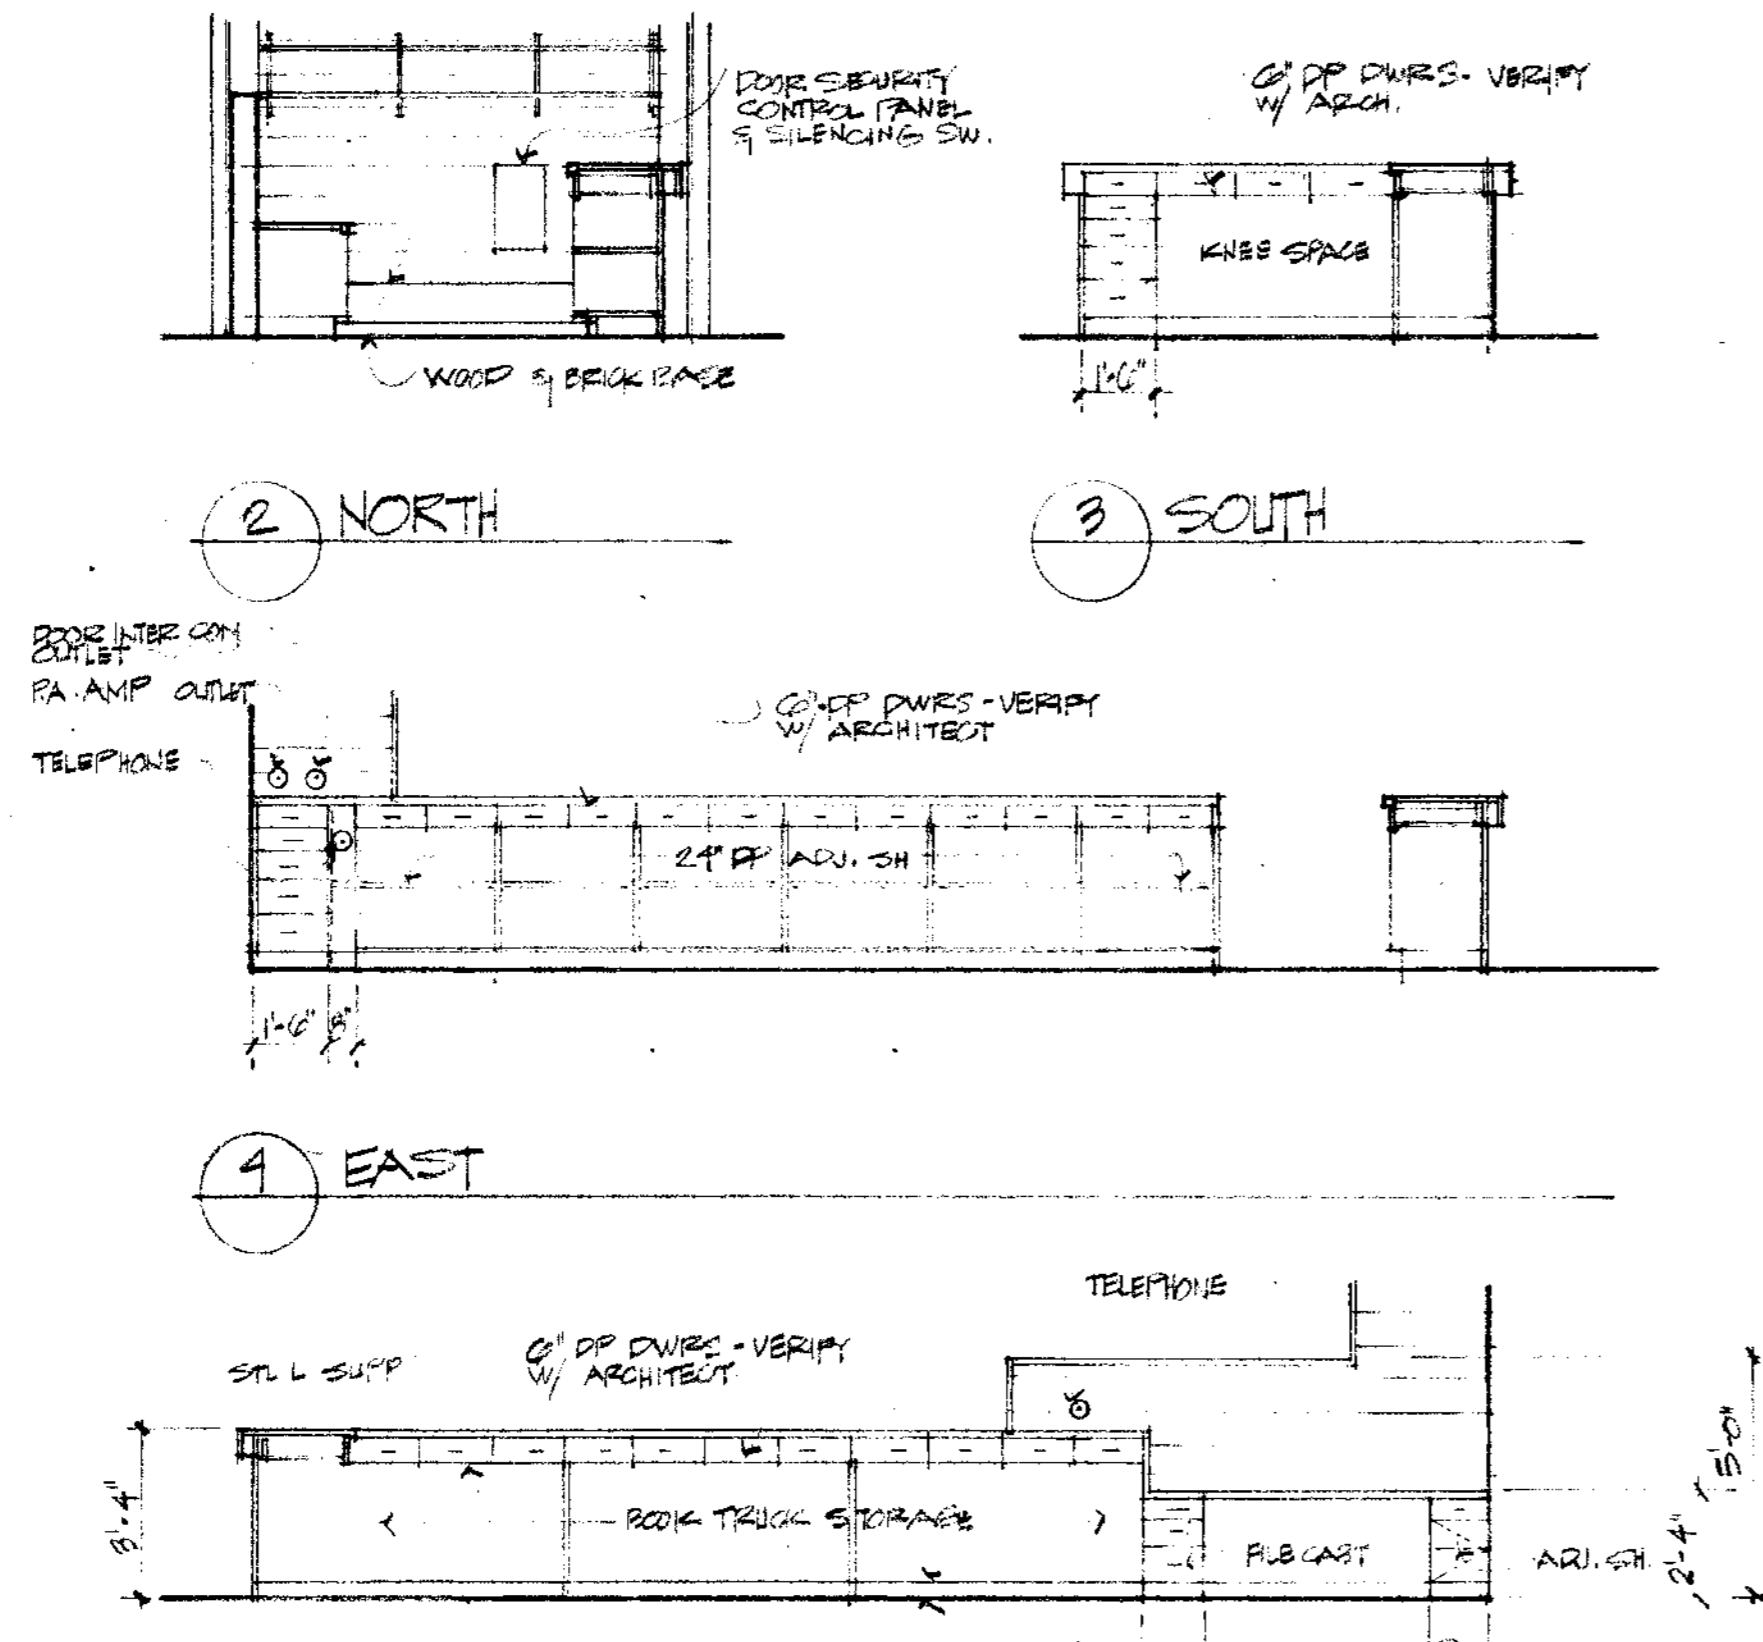 DOOR SECURITY
CONTROL PANEL
& SILENCING SW.
6" DP DWRS - VERIFY
W/ ARCH.
KNEE SPACE
WOOD & BRICK BASE
1'-6"
2 NORTH
3 SOUTH
DOOR INTER COM
OUTLET
P.A. AMP OUTLET
TELEPHONE
6" DP DWRS - VERIFY
W/ ARCHITECT
24" DP ADJ. SH
1'-6" 8"
4 EAST
TELEPHONE
STL L SUPP
6" DP DWRS - VERIFY
W/ ARCHITECT
3'-4"
BOOK TRUCK STORAGE
FILE CART
ADJ. SH.
2'-4"
5'-0"